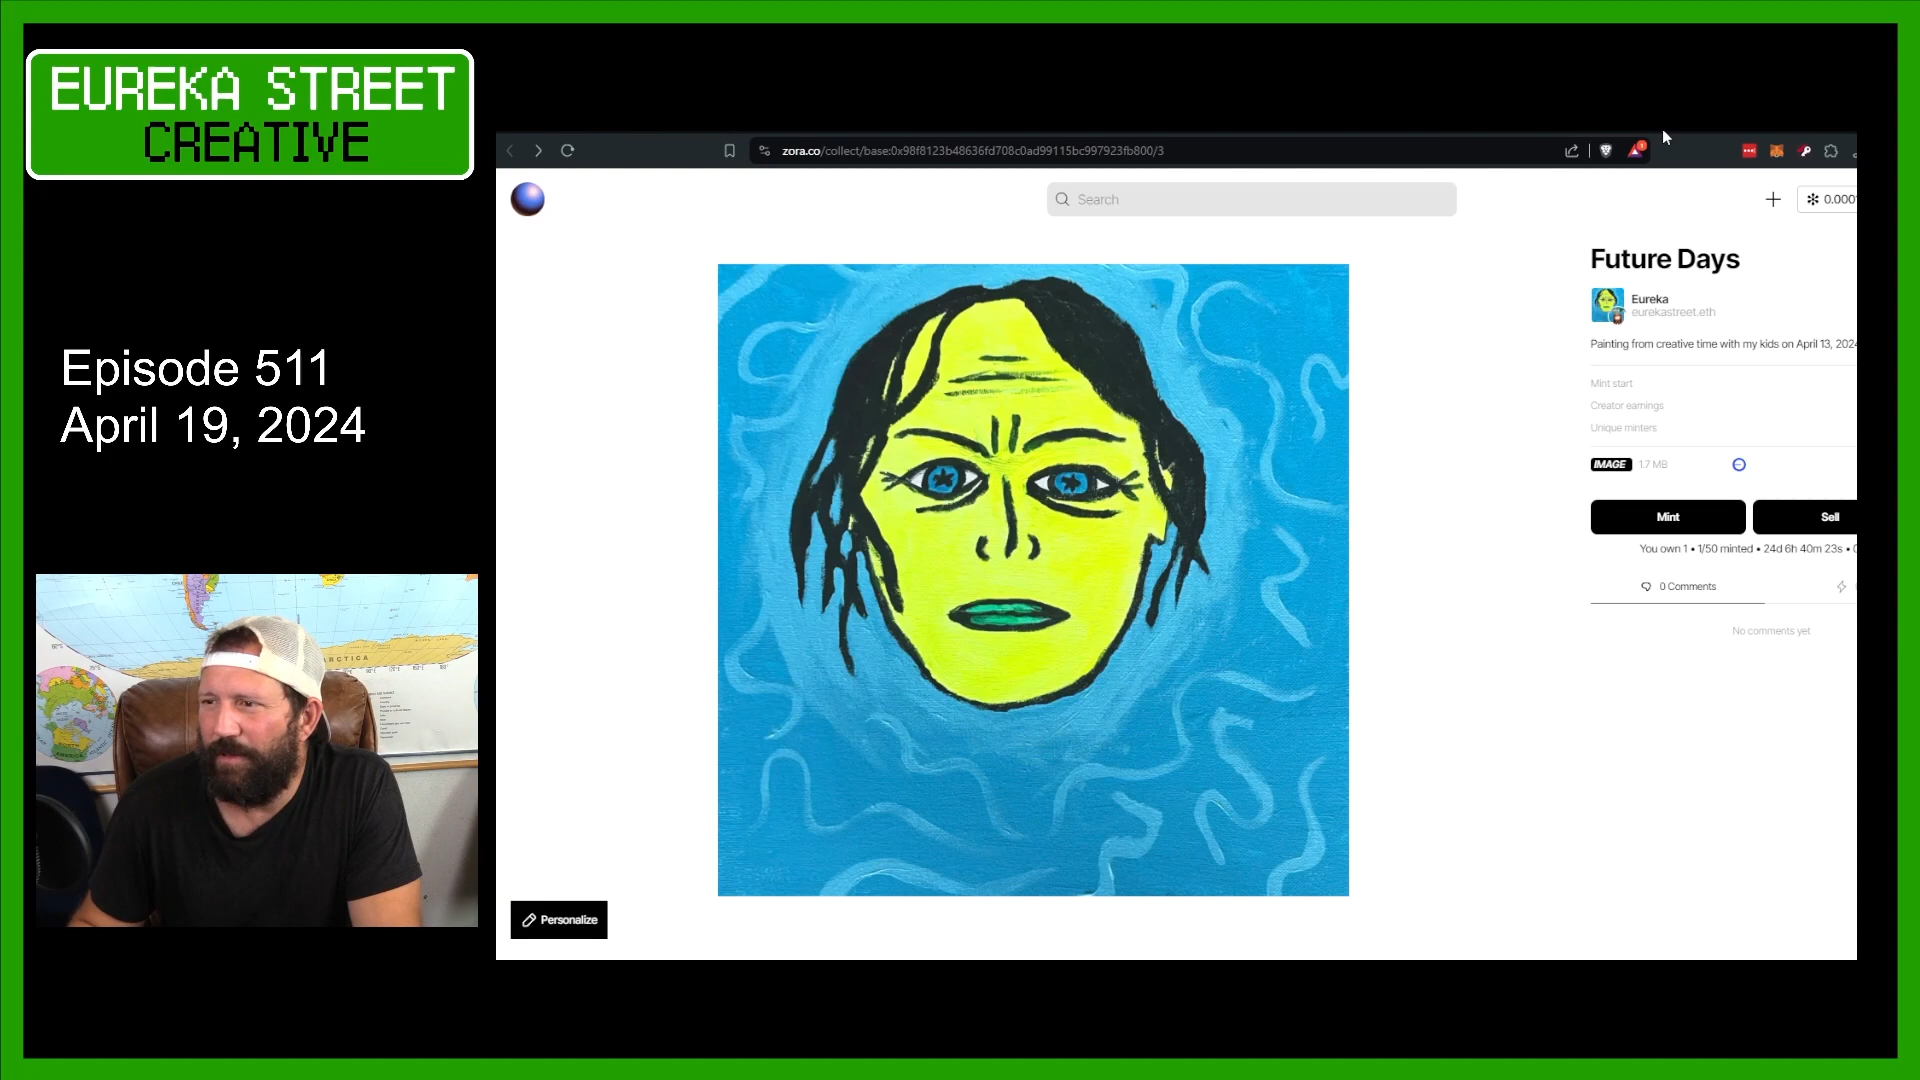 EUREKA STREET
CREATIVE
Episode 511
April 19, 2024
zora.co/collect/base:0x98f8123b48636fd708c0ad99115bc997923fb800/3
Search
0.000
Future Days
Eureka
eurekastreet.eth
Painting from creative time with my kids on April 13, 2024
Mint start
Creator earnings
Unique minters
IMAGE 1.7 MB
Mint
Sell
You own 1 • 1/50 minted • 24d 6h 40m 23s •
0 Comments
No comments yet
Personalize
ARCTICA